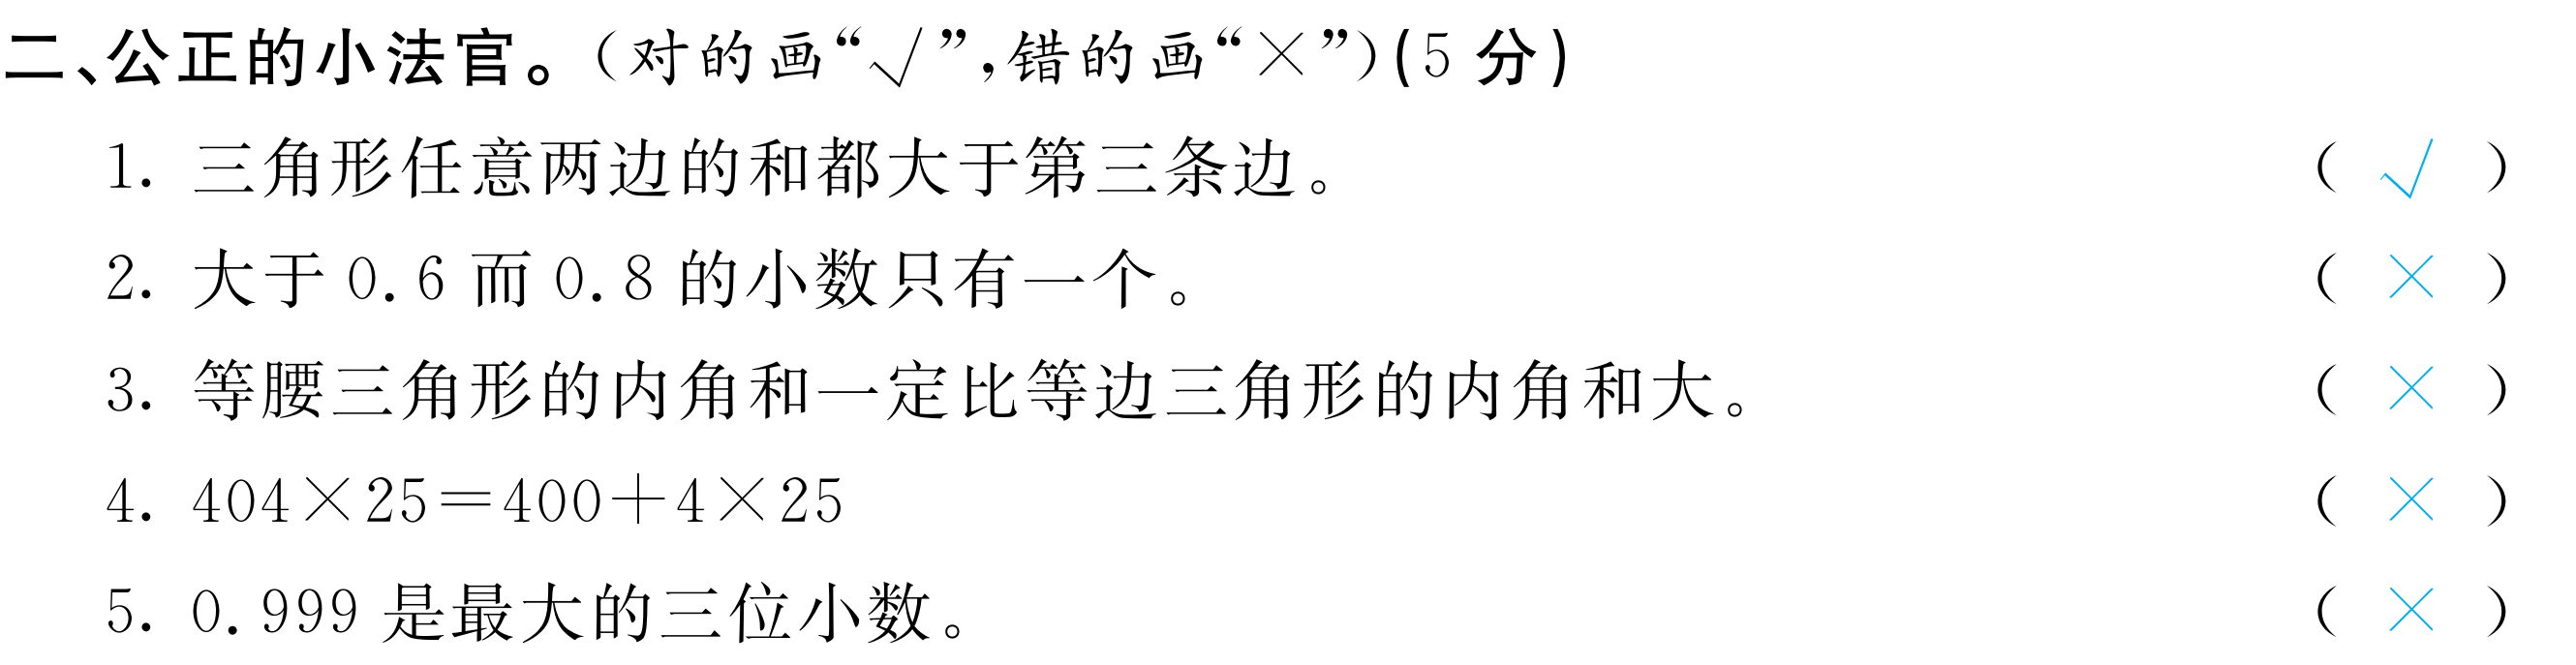 二、公正的小法官。(对的画“√”,错的画“×”)(5 分)
1. 三角形任意两边的和都大于第三条边。 ( √ )
2. 大于 0.6 而 0.8 的小数只有一个。 ( × )
3. 等腰三角形的内角和一定比等边三角形的内角和大。 ( × )
4. 404×25=400+4×25 ( × )
5. 0.999 是最大的三位小数。 ( × )